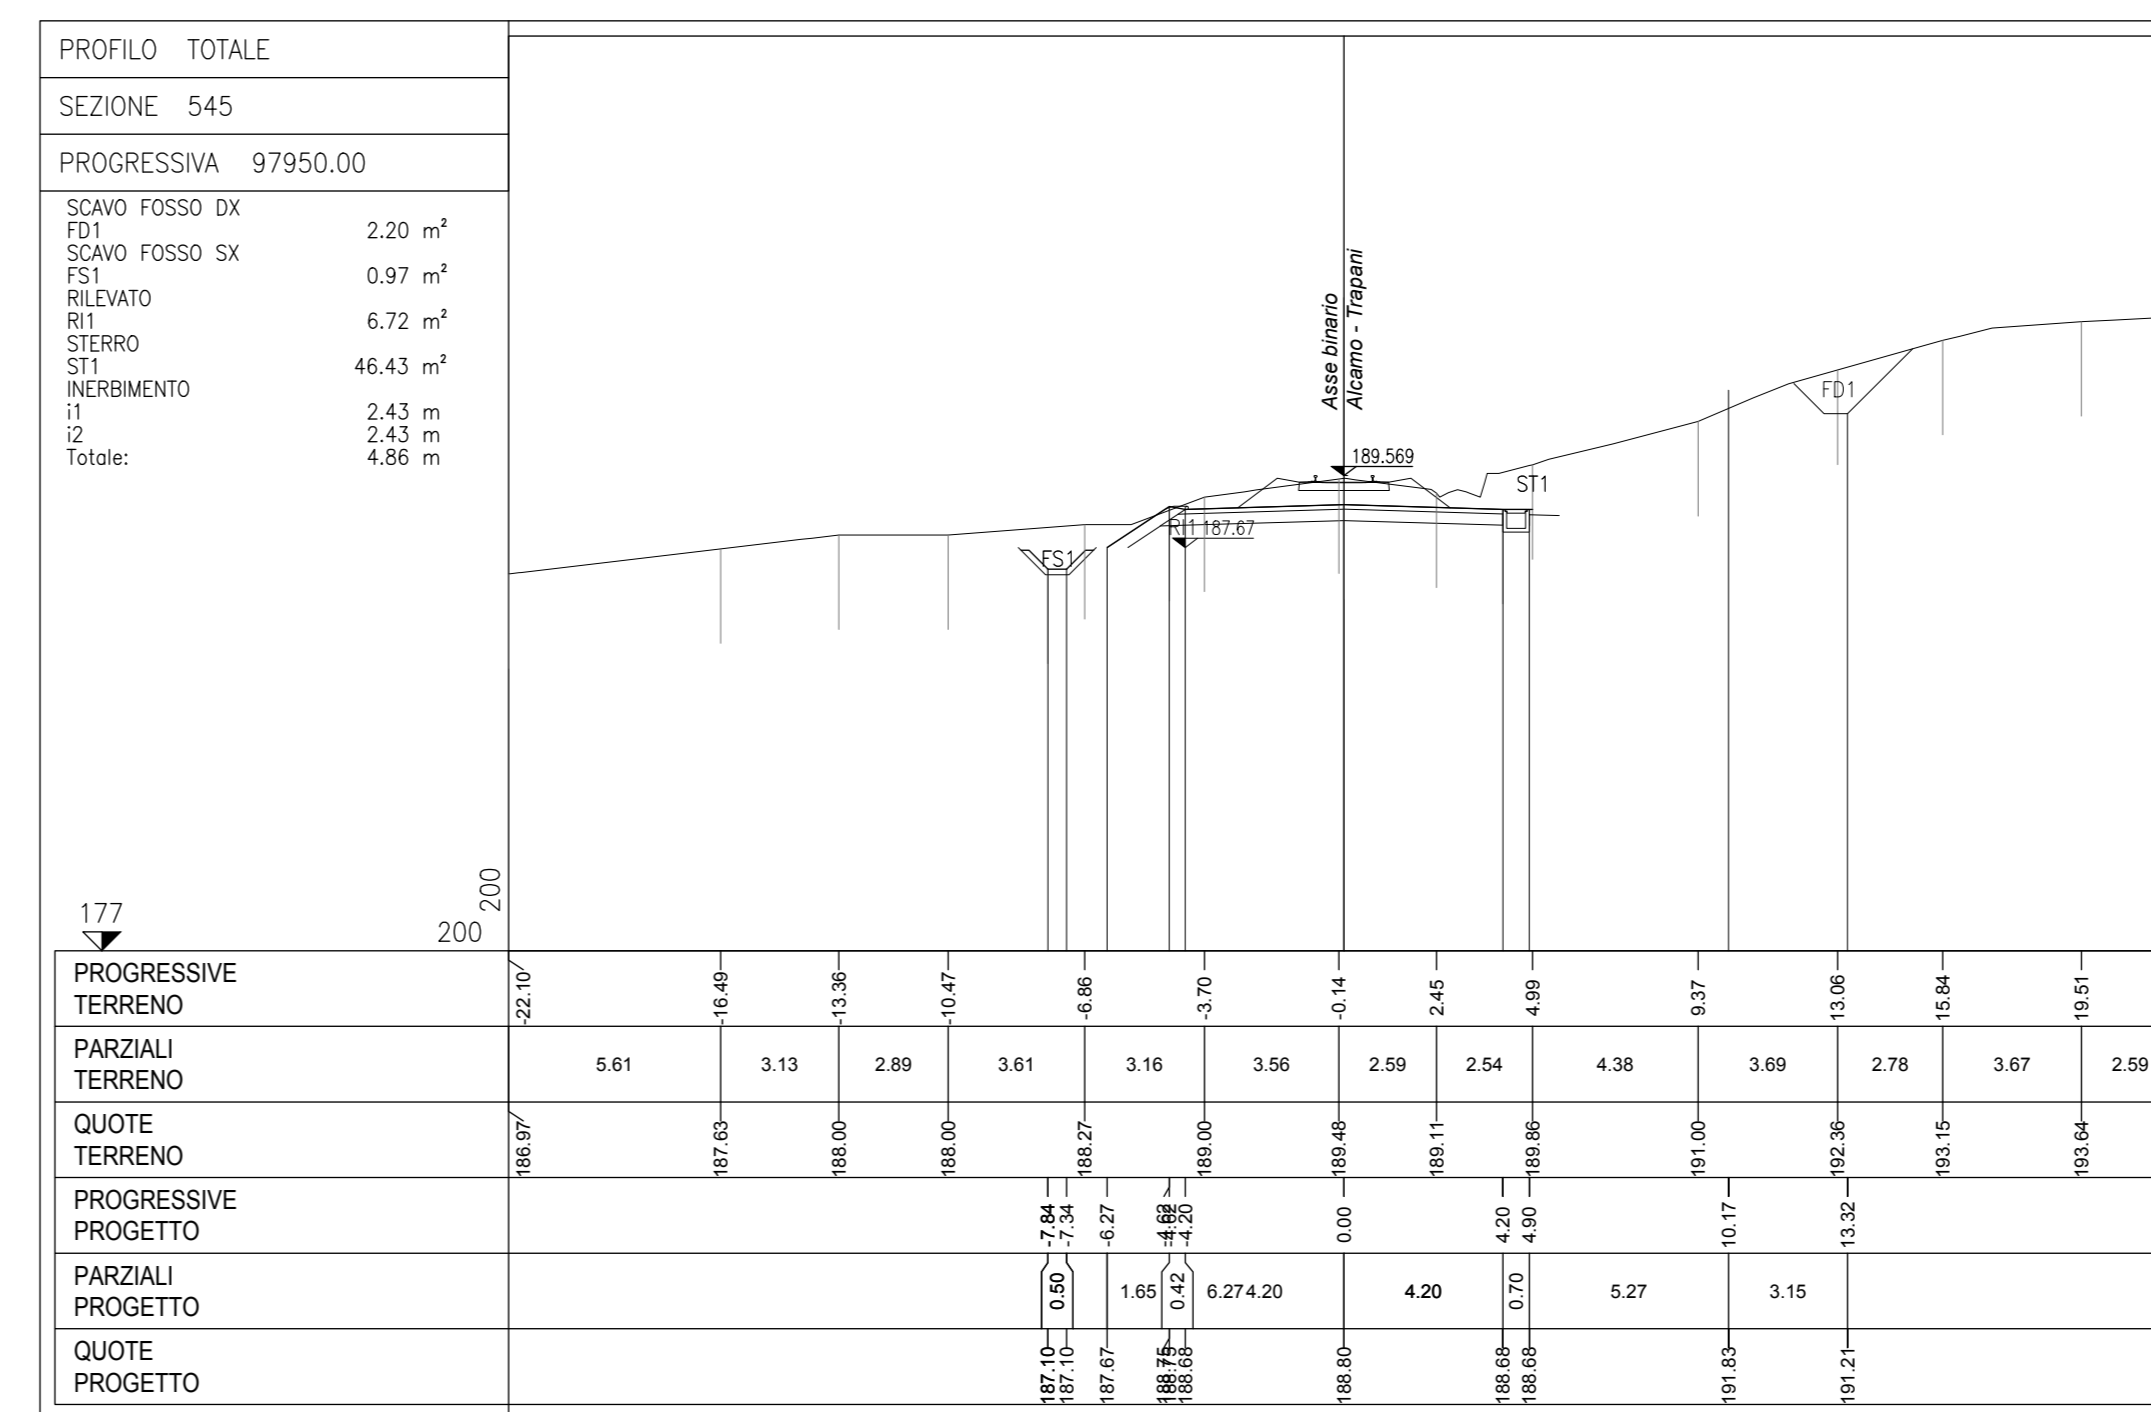 PROFILO TOTALE
SEZIONE 545
PROGRESSIVA 97950.00
SCAVO FOSSO DX
FD1 2.20 m²
SCAVO FOSSO SX
FS1 0.97 m²
RILEVATO
RI1 6.72 m²
STERRO
ST1 46.43 m²
INERBIMENTO
i1 2.43 m
i2 2.43 m
Totale: 4.86 m
Asse binario
Alcamo - Trapani
189.569
FD1
ST1
RI1 187.67
FS1
200
177
200
PROGRESSIVE
TERRENO
-22.10 -16.49 -13.36 -10.47 -6.86 -3.70 -0.14 2.45 4.99 9.37 13.06 15.84 19.51
PARZIALI
TERRENO
5.61 3.13 2.89 3.61 3.16 3.56 2.59 2.54 4.38 3.69 2.78 3.67 2.59
QUOTE
TERRENO
186.97 187.63 188.00 188.00 188.27 189.00 189.48 189.11 189.86 191.00 192.36 193.15 193.64
PROGRESSIVE
PROGETTO
-7.84 -7.34 -6.27 -4.62 -4.20 0.00 4.20 4.90 10.17 13.32
PARZIALI
PROGETTO
0.50 1.65 0.42 6.27 4.20 4.20 0.70 5.27 3.15
QUOTE
PROGETTO
187.10 187.10 187.67 188.75 188.68 188.80 188.68 188.68 191.83 191.21